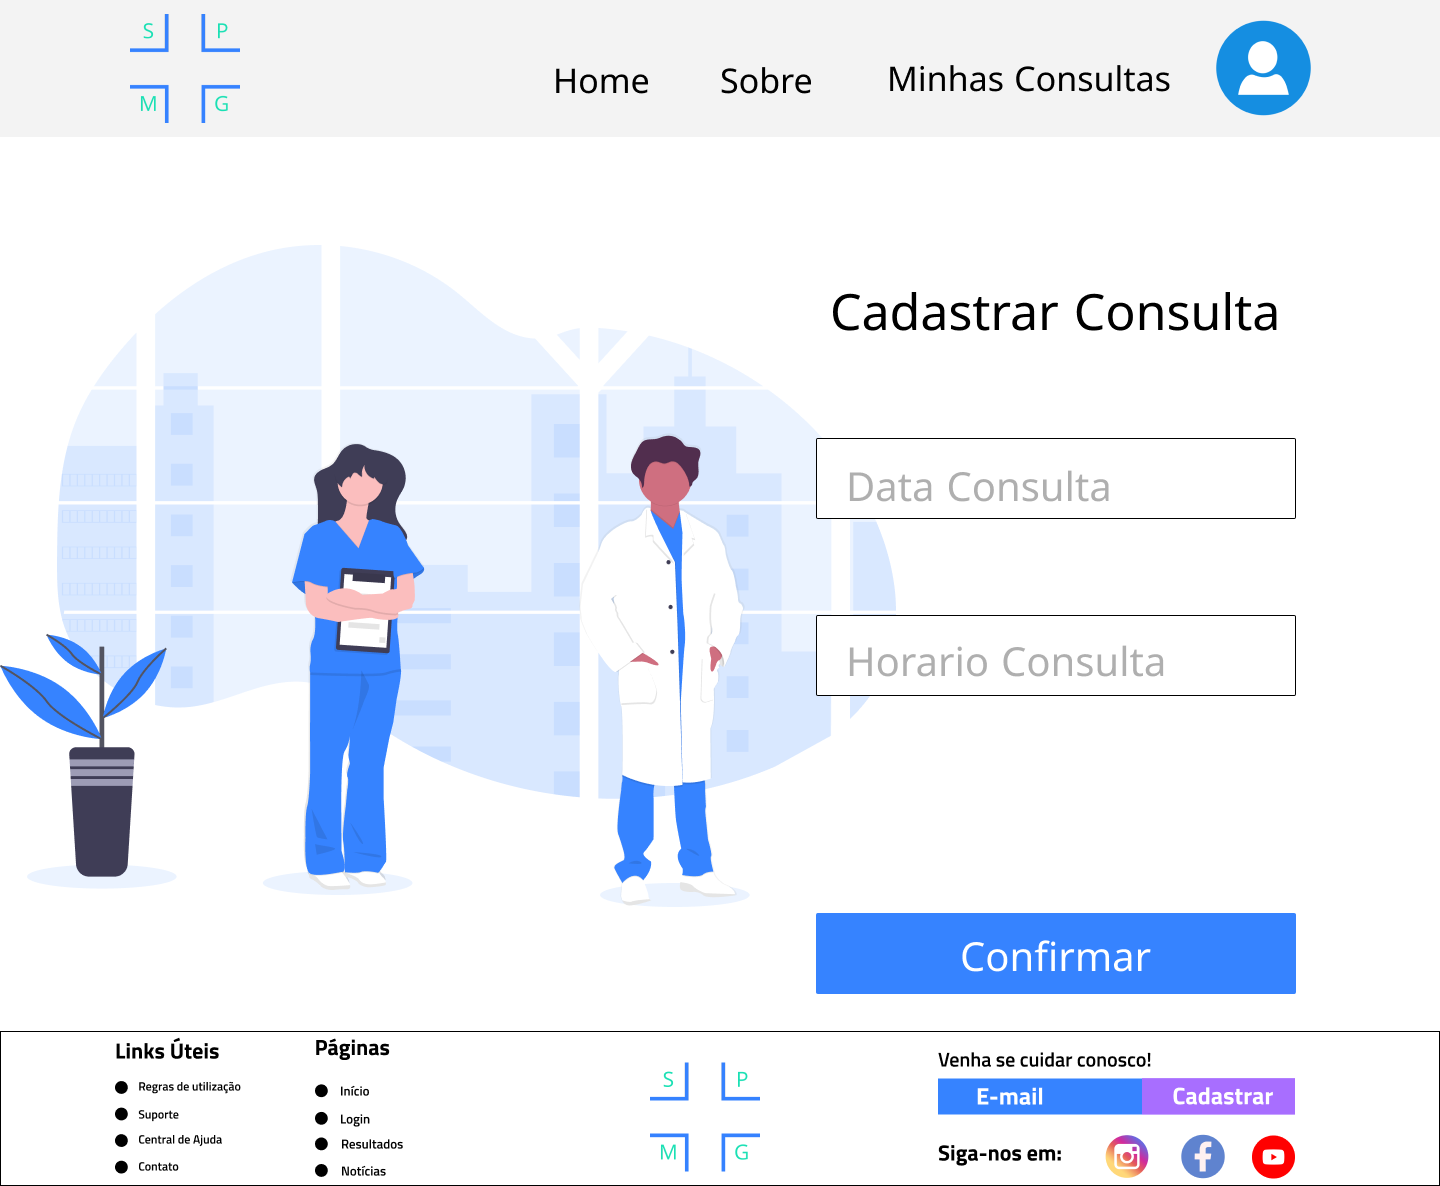 S P
M G
Home
Sobre
Minhas Consultas
Cadastrar Consulta
Data Consulta
Horario Consulta
Confirmar
Links Úteis
Regras de utilização
Suporte
Central de Ajuda
Contato
Páginas
Início
Login
Resultados
Notícias
S P
M G
Venha se cuidar conosco!
E-mail
Cadastrar
Siga-nos em: